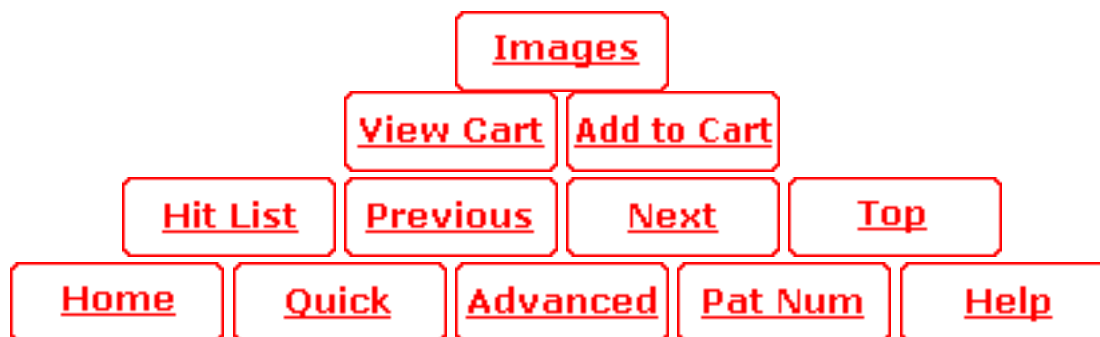 Images
View Cart Add to Cart
Hit List Previous Next Top
Home Quick Advanced Pat Num Help